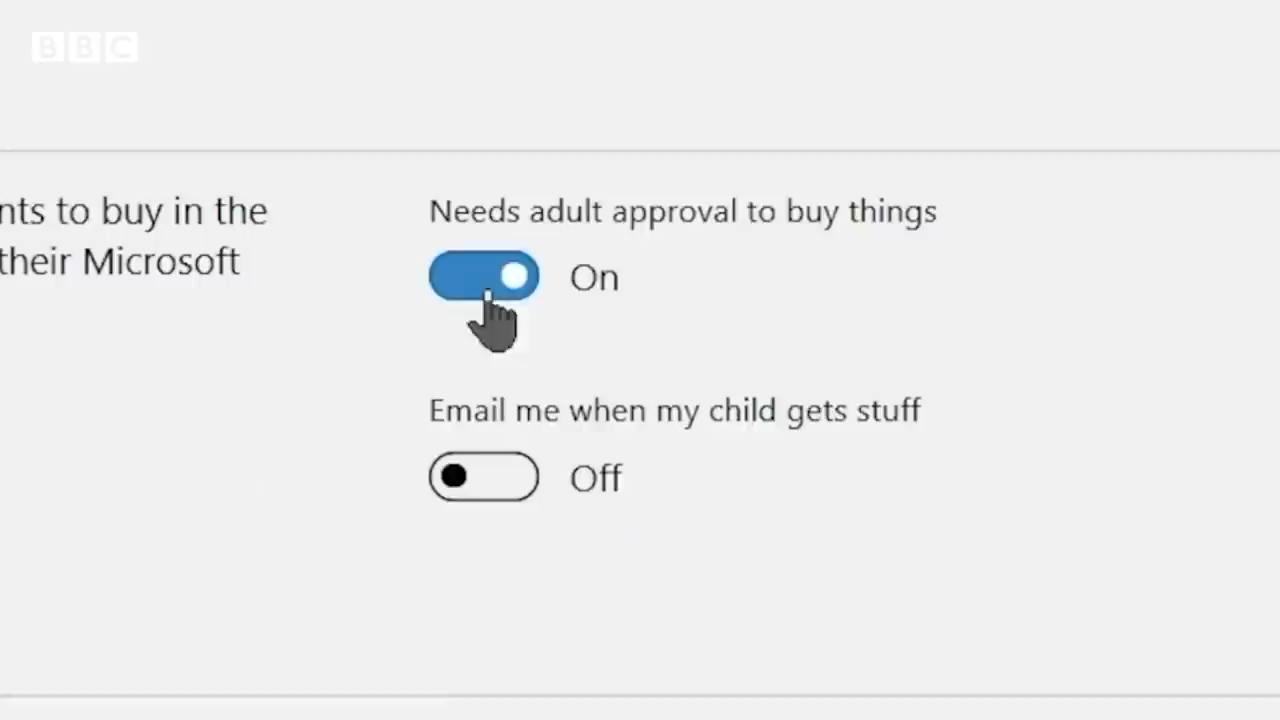 BBC
nts to buy in the
their Microsoft
Needs adult approval to buy things
On
Email me when my child gets stuff
Off